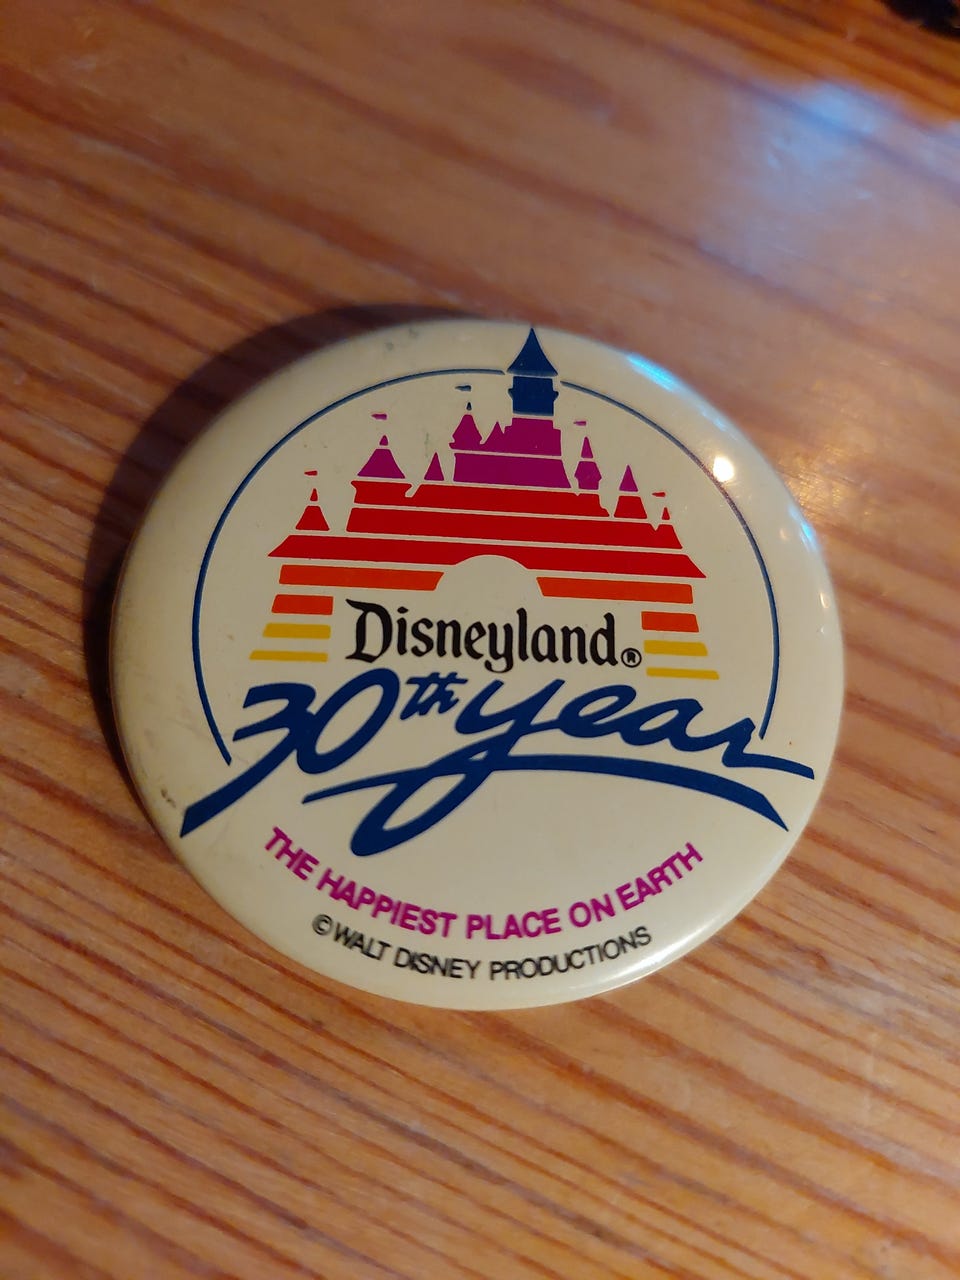 Disneyland®
30th year
THE HAPPIEST PLACE ON EARTH
©WALT DISNEY PRODUCTIONS